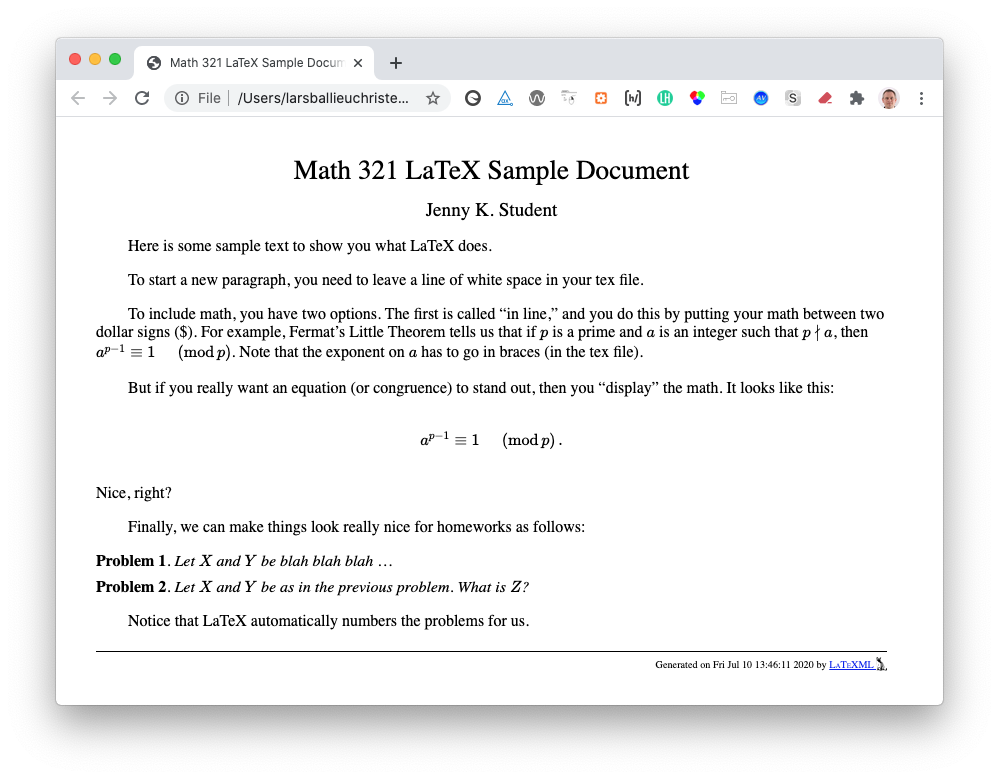 Math 321 LaTeX Sample Docum
File | /Users/larsballieuchriste...
Math 321 LaTeX Sample Document
Jenny K. Student
Here is some sample text to show you what LaTeX does.
To start a new paragraph, you need to leave a line of white space in your tex file.
To include math, you have two options. The first is called “in line,” and you do this by putting your math between two
dollar signs ($). For example, Fermat’s Little Theorem tells us that if p is a prime and a is an integer such that p ∤ a, then
a^{p−1} ≡ 1 (mod p). Note that the exponent on a has to go in braces (in the tex file).
But if you really want an equation (or congruence) to stand out, then you “display” the math. It looks like this:
a^{p−1} ≡ 1 (mod p) .
Nice, right?
Finally, we can make things look really nice for homeworks as follows:
Problem 1. Let X and Y be blah blah blah …
Problem 2. Let X and Y be as in the previous problem. What is Z?
Notice that LaTeX automatically numbers the problems for us.
Generated on Fri Jul 10 13:46:11 2020 by LATEXML